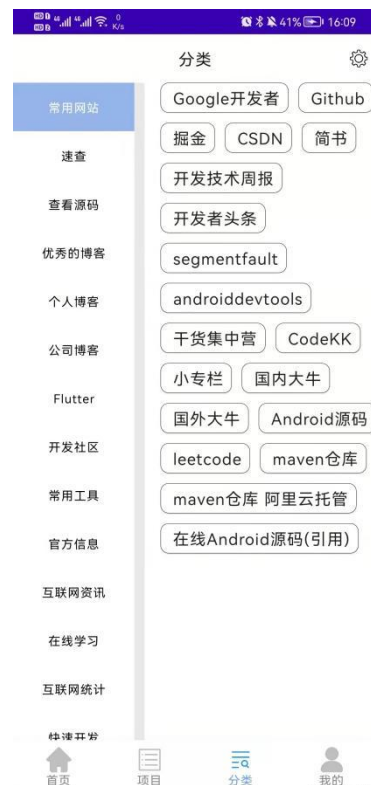 0
K/s
41%
16:09
分类
常用网站
速查
查看源码
优秀的博客
个人博客
公司博客
Flutter
开发社区
常用工具
官方信息
互联网资讯
在线学习
互联网统计
快速开发
Google开发者 Github
掘金 CSDN 简书
开发技术周报
开发者头条
segmentfault
androiddevtools
干货集中营 CodeKK
小专栏 国内大牛
国外大牛 Android源码
leetcode maven仓库
maven仓库 阿里云托管
在线Android源码(引用)
首页 项目 分类 我的